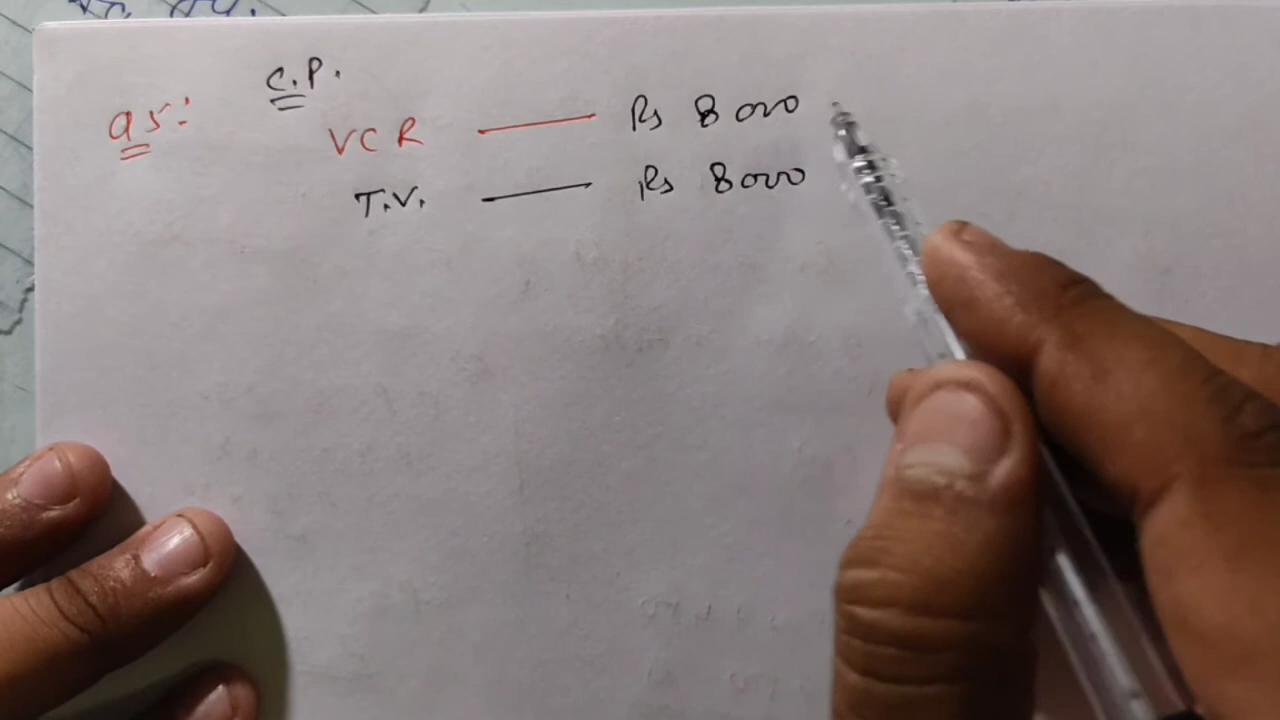 Q5:
C.P.
VCR — Rs 8000
T.V. — Rs 8000